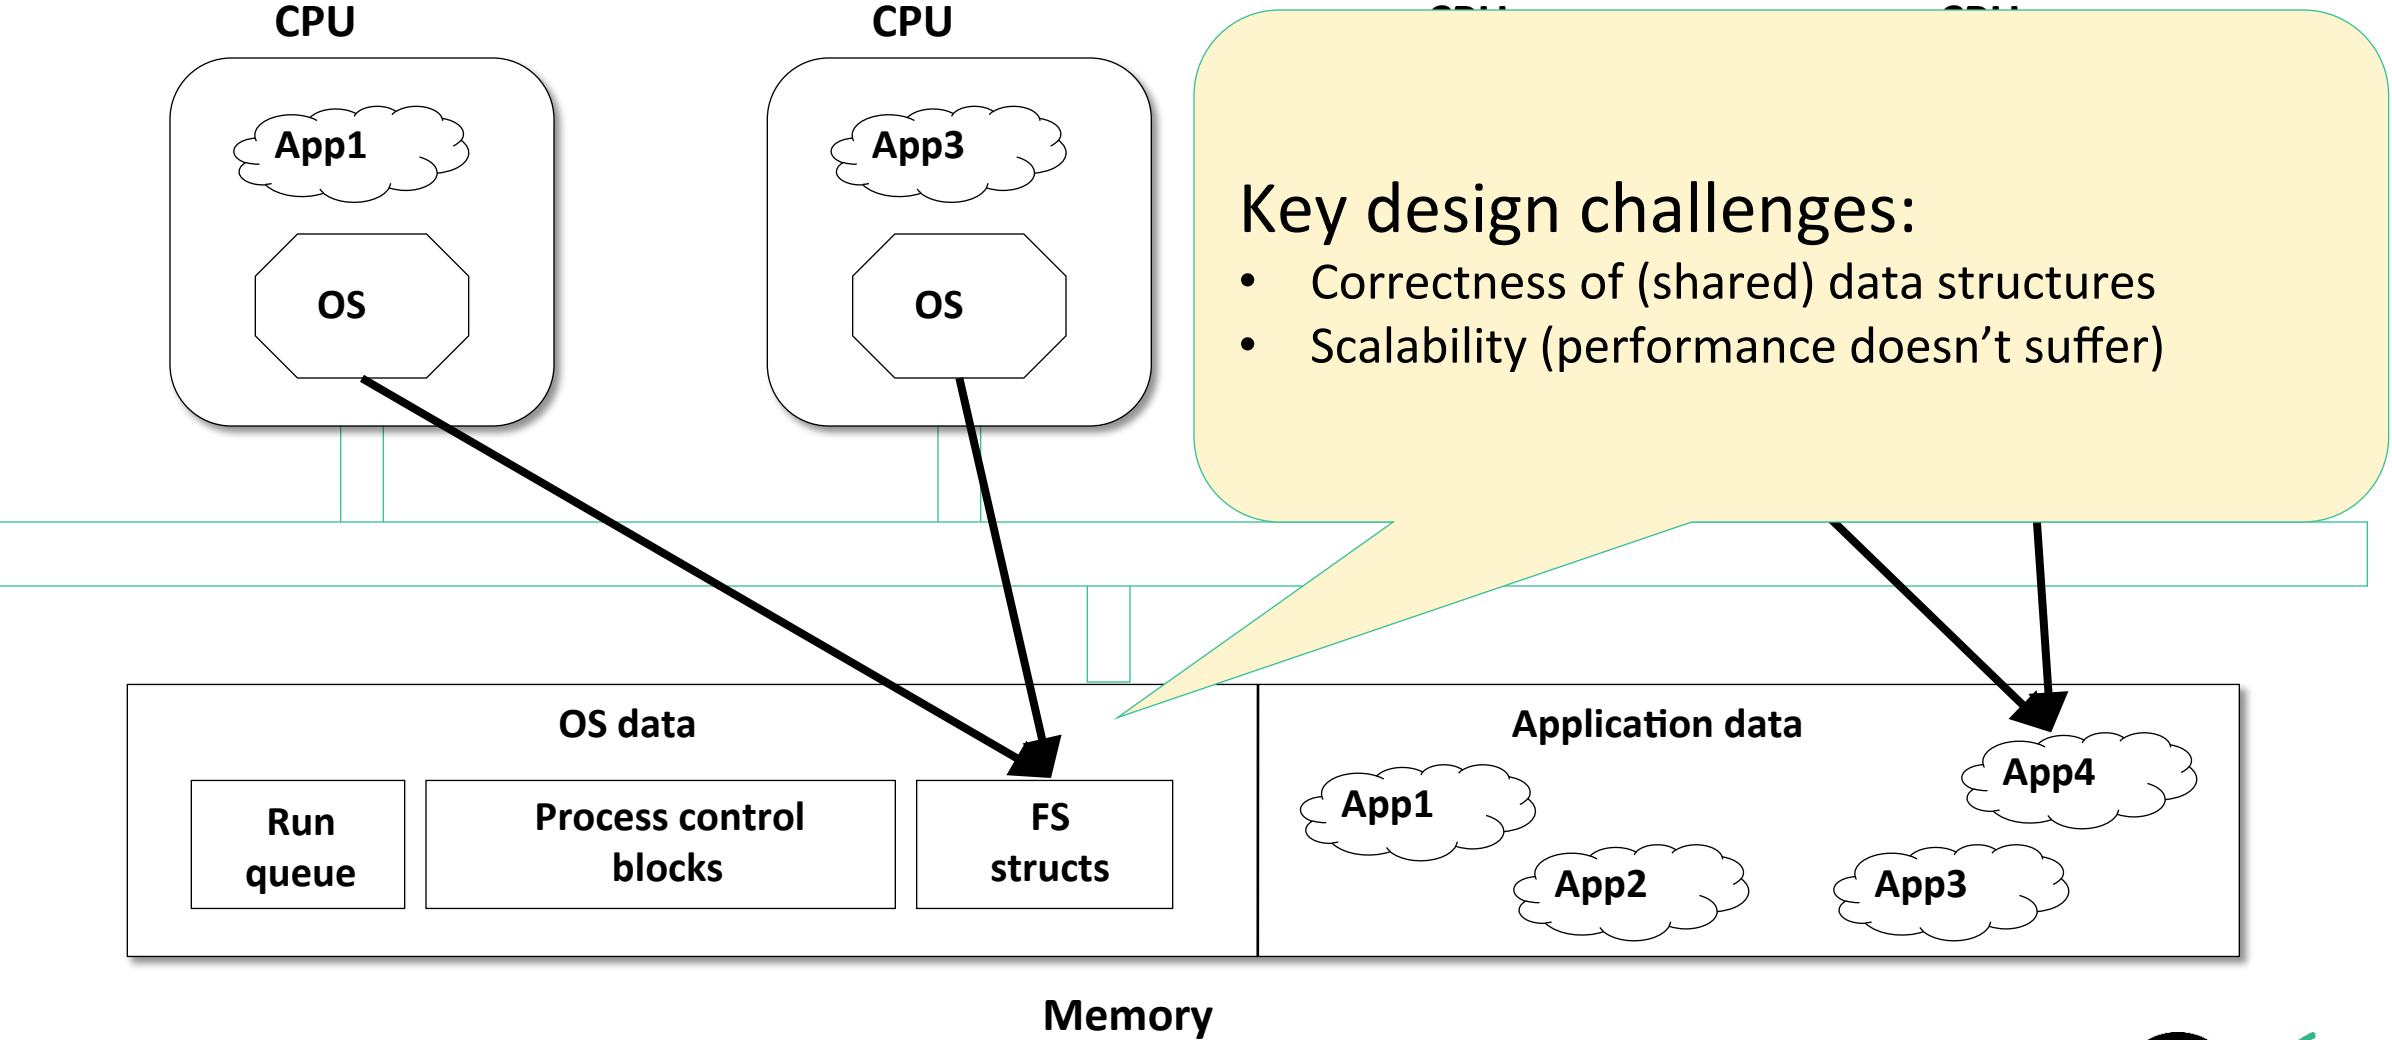 CPU
CPU
App1
App3
OS
OS
Key design challenges:
• Correctness of (shared) data structures
• Scalability (performance doesn’t suffer)
OS data
Application data
Run
queue
Process control
blocks
FS
structs
App1
App2
App3
App4
Memory